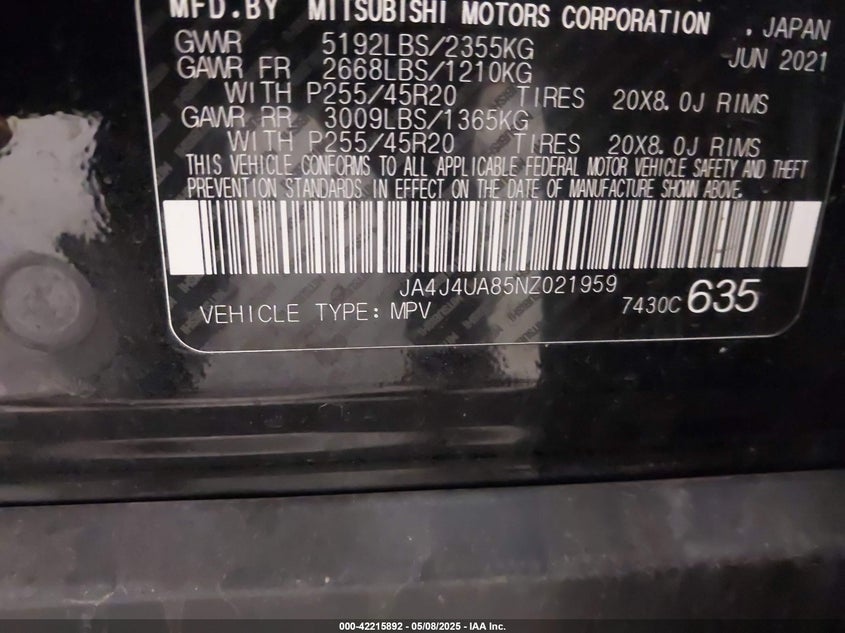 MFD.BY MITSUBISHI MOTORS CORPORATION , JAPAN
GVWR 5192LBS/2355KG JUN 2021
GAWR FR 2668LBS/1210KG
WITH P255/45R20 TIRES 20X8.0J RIMS
GAWR RR 3009LBS/1365KG
WITH P255/45R20 TIRES 20X8.0J RIMS
THIS VEHICLE CONFORMS TO ALL APPLICABLE FEDERAL MOTOR VEHICLE SAFETY AND THEFT
PREVENTION STANDARDS IN EFFECT ON THE DATE OF MANUFACTURE SHOWN ABOVE.
JA4J4UA85NZ021959
VEHICLE TYPE: MPV 7430C 635
000-42215892 - 05/08/2025 - IAA Inc.